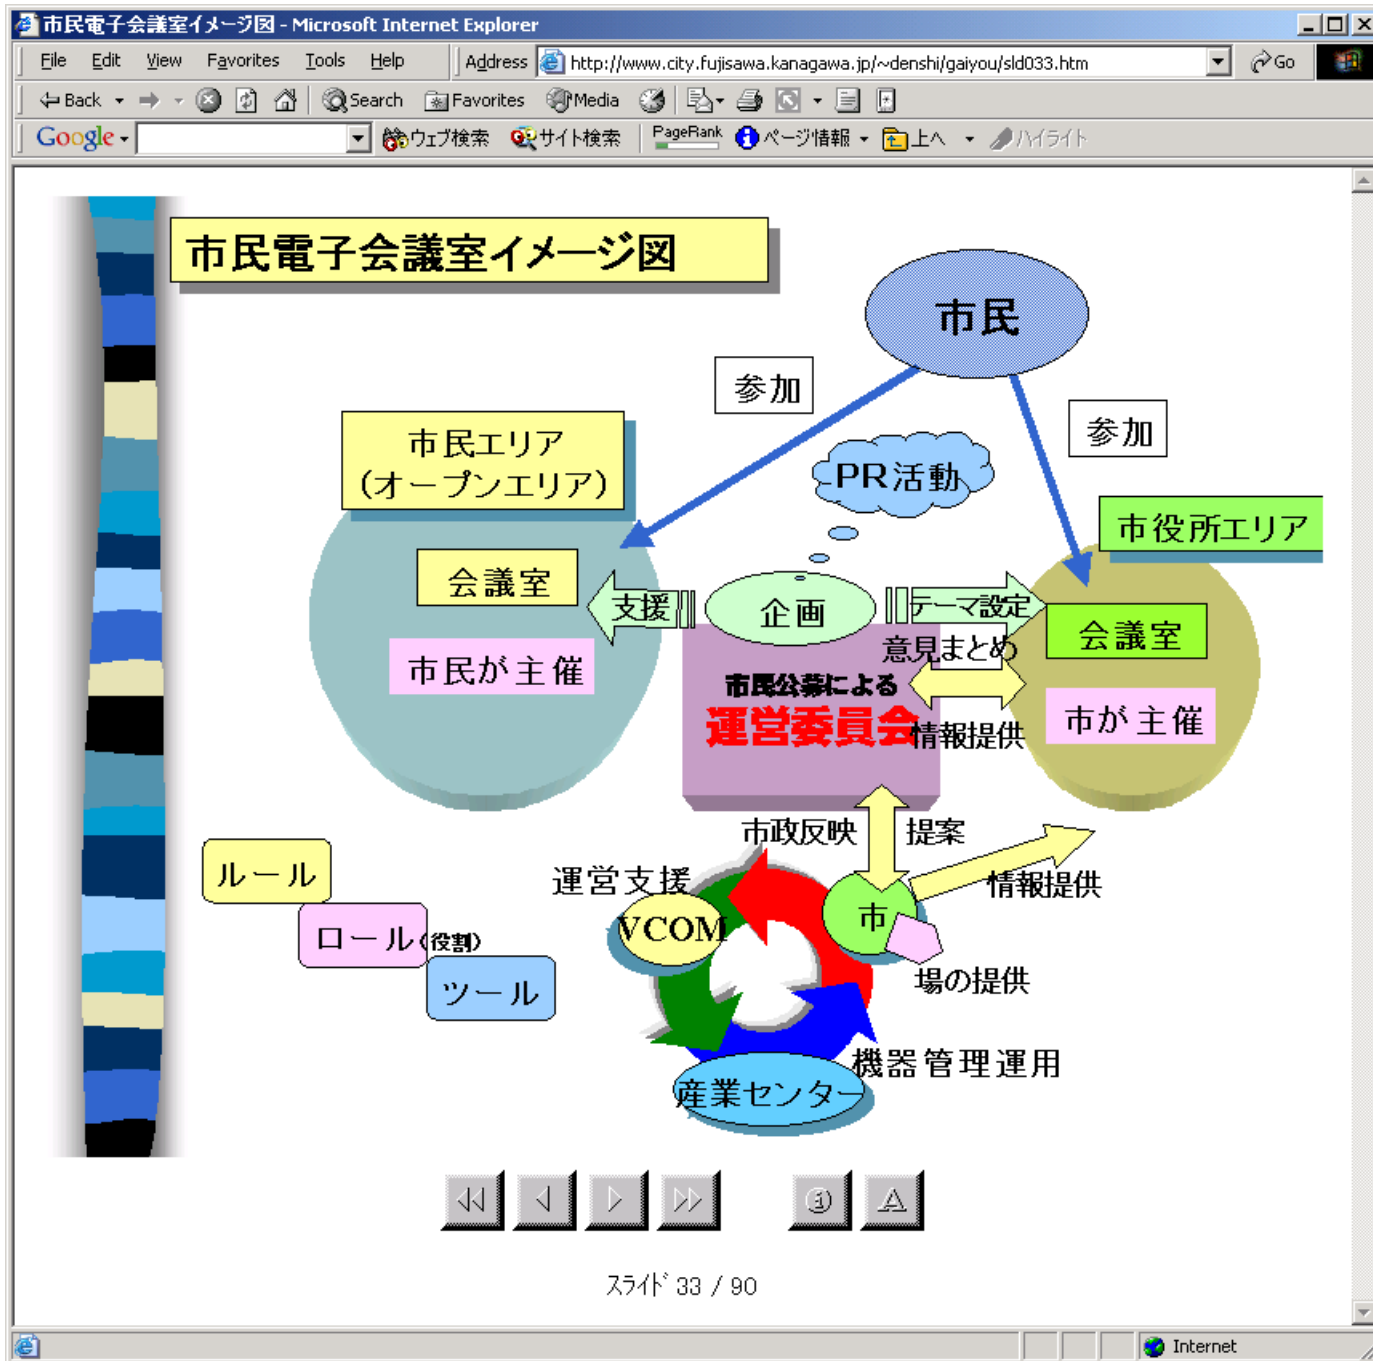 市民電子会議室イメージ図 - Microsoft Internet Explorer
File Edit View Favorites Tools Help Address http://www.city.fujisawa.kanagawa.jp/~denshi/gaiyou/sld033.htm Go
Back Search Favorites Media
Google ウェブ検索 サイト検索 PageRank ページ情報 上へ ハイライト
市民電子会議室イメージ図
市民
参加
参加
市民エリア
(オープンエリア)
PR活動
市役所エリア
会議室
支援
企画
テーマ設定
会議室
意見まとめ
市民が主催
市民公募による
運営委員会
情報提供
市が主催
市政反映
提案
ルール
運営支援
情報提供
VCOM
市
ロール(役割)
ツール
場の提供
機器管理運用
産業センター
スライド 33 / 90
Internet